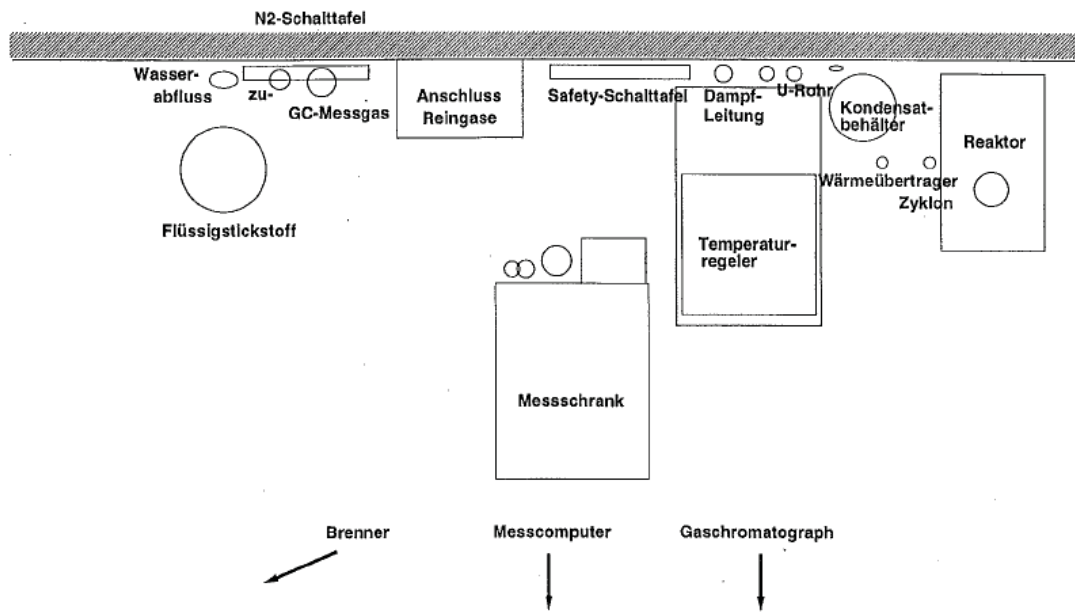 N2-Schalttafel
Wasser-
abfluss
zu-
GC-Messgas
Anschluss
Reingase
Safety-Schalttafel
Dampf-
Leitung
U-Rohr
Kondensat-
behälter
Reaktor
Wärmeübertrager
Zyklon
Flüssigstickstoff
Temperatur-
regeler
Messschrank
Brenner
Messcomputer
Gaschromatograph